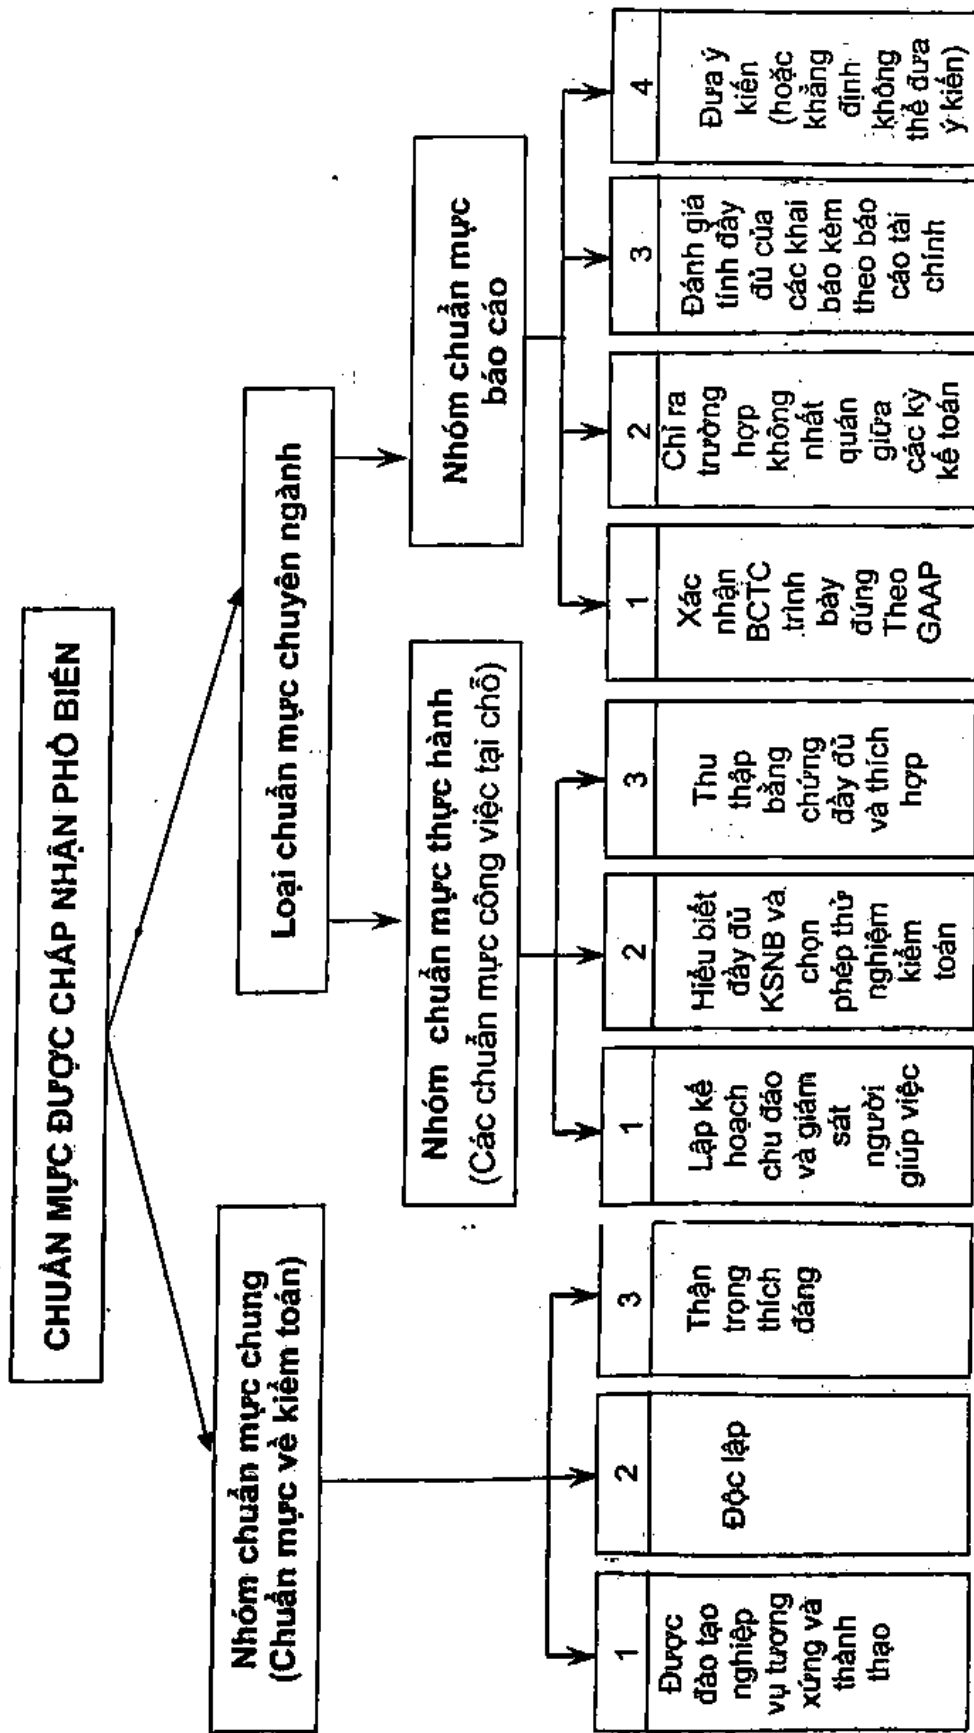 CHUẨN MỰC ĐƯỢC CHẤP NHẬN PHỔ BIẾN
Nhóm chuẩn mực chung
(Chuẩn mực về kiểm toán)
Loại chuẩn mực chuyên ngành
Nhóm chuẩn mực thực hành
(Các chuẩn mực công việc tại chỗ)
Nhóm chuẩn mực
báo cáo
1
Được
đào tạo
nghiệp
vụ tương
xứng và
thành
thạo
2
Độc lập
3
Thận
trọng
thích
đáng
1
Lập kế
hoạch
chu đáo
và giám
sát
người
giúp việc
2
Hiểu biết
đầy đủ
KSNB và
chọn
phép thử
nghiệm
kiểm
toán
3
Thu
thập
bằng
chứng
đầy đủ
và thích
hợp
1
Xác
nhận
BCTC
trình
bày
đúng
Theo
GAAP
2
Chỉ ra
trường
hợp
không
nhất
quán
giữa
các kỳ
kế toán
3
Đánh giá
tính đầy
đủ của
các khai
báo kèm
theo báo
cáo tài
chính
4
Đưa ý
kiến
(hoặc
khẳng
định
không
thể đưa
ý kiến)